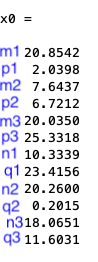 x0 =
m1 20.8542
p1 2.0398
m2 7.6437
p2 6.7212
m3 20.0350
p3 25.3318
n1 10.3339
q1 23.4156
n2 20.2600
q2 0.2015
n3 18.0651
q3 11.6031